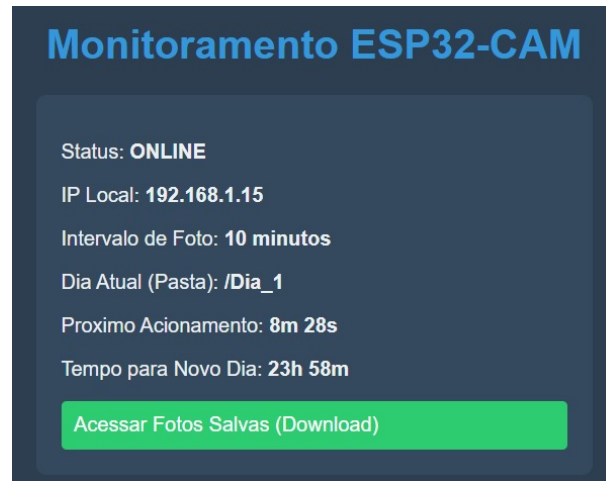 Monitoramento ESP32-CAM
Status: ONLINE
IP Local: 192.168.1.15
Intervalo de Foto: 10 minutos
Dia Atual (Pasta): /Dia_1
Proximo Acionamento: 8m 28s
Tempo para Novo Dia: 23h 58m
Acessar Fotos Salvas (Download)